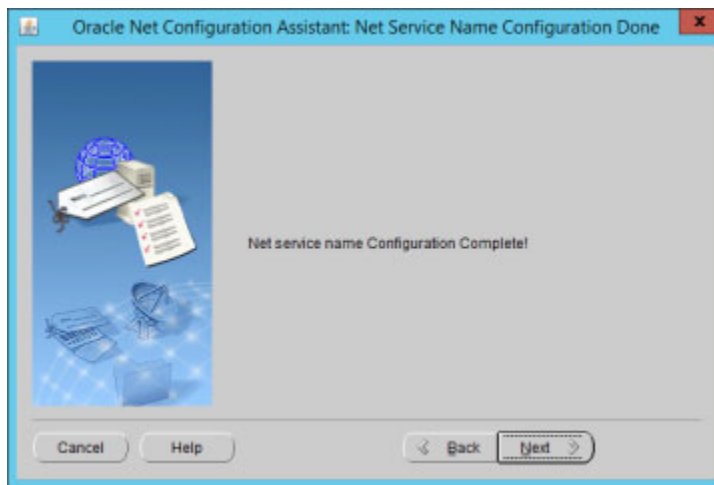 Oracle Net Configuration Assistant: Net Service Name Configuration Done
Net service name Configuration Complete!
Cancel
Help
Back
Next